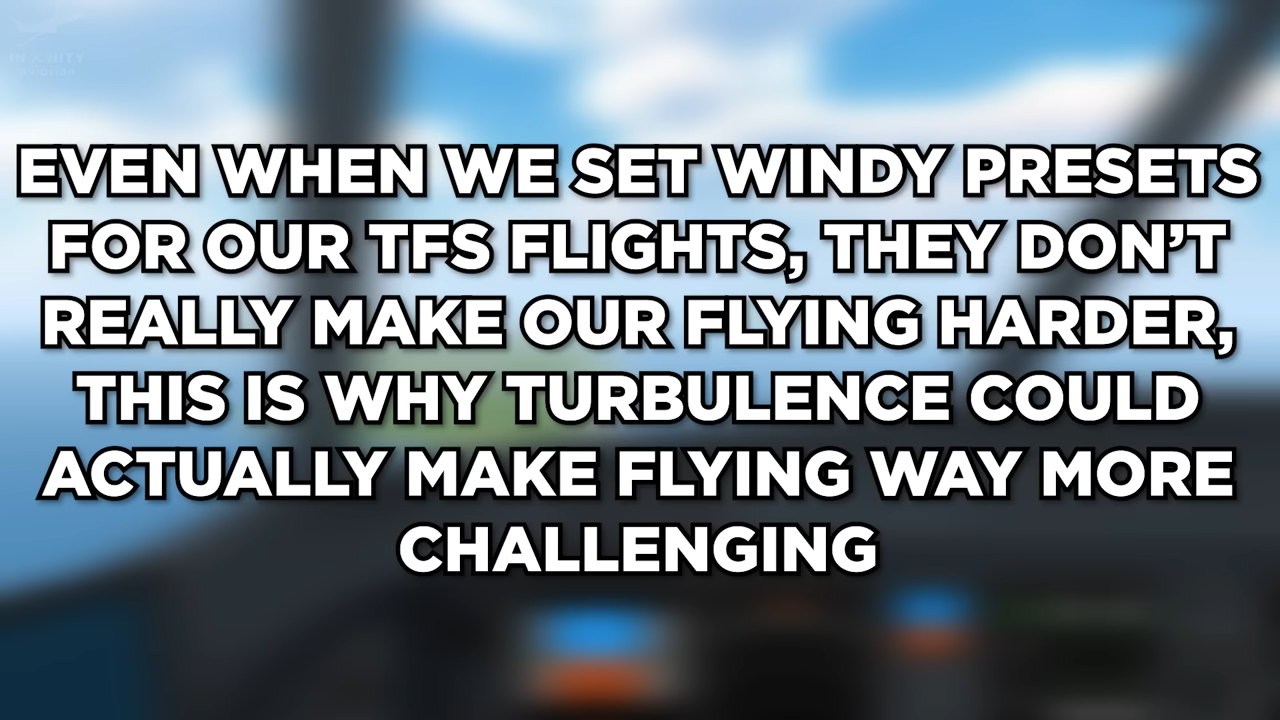 EVEN WHEN WE SET WINDY PRESETS
FOR OUR TFS FLIGHTS, THEY DON’T
REALLY MAKE OUR FLYING HARDER,
THIS IS WHY TURBULENCE COULD
ACTUALLY MAKE FLYING WAY MORE
CHALLENGING